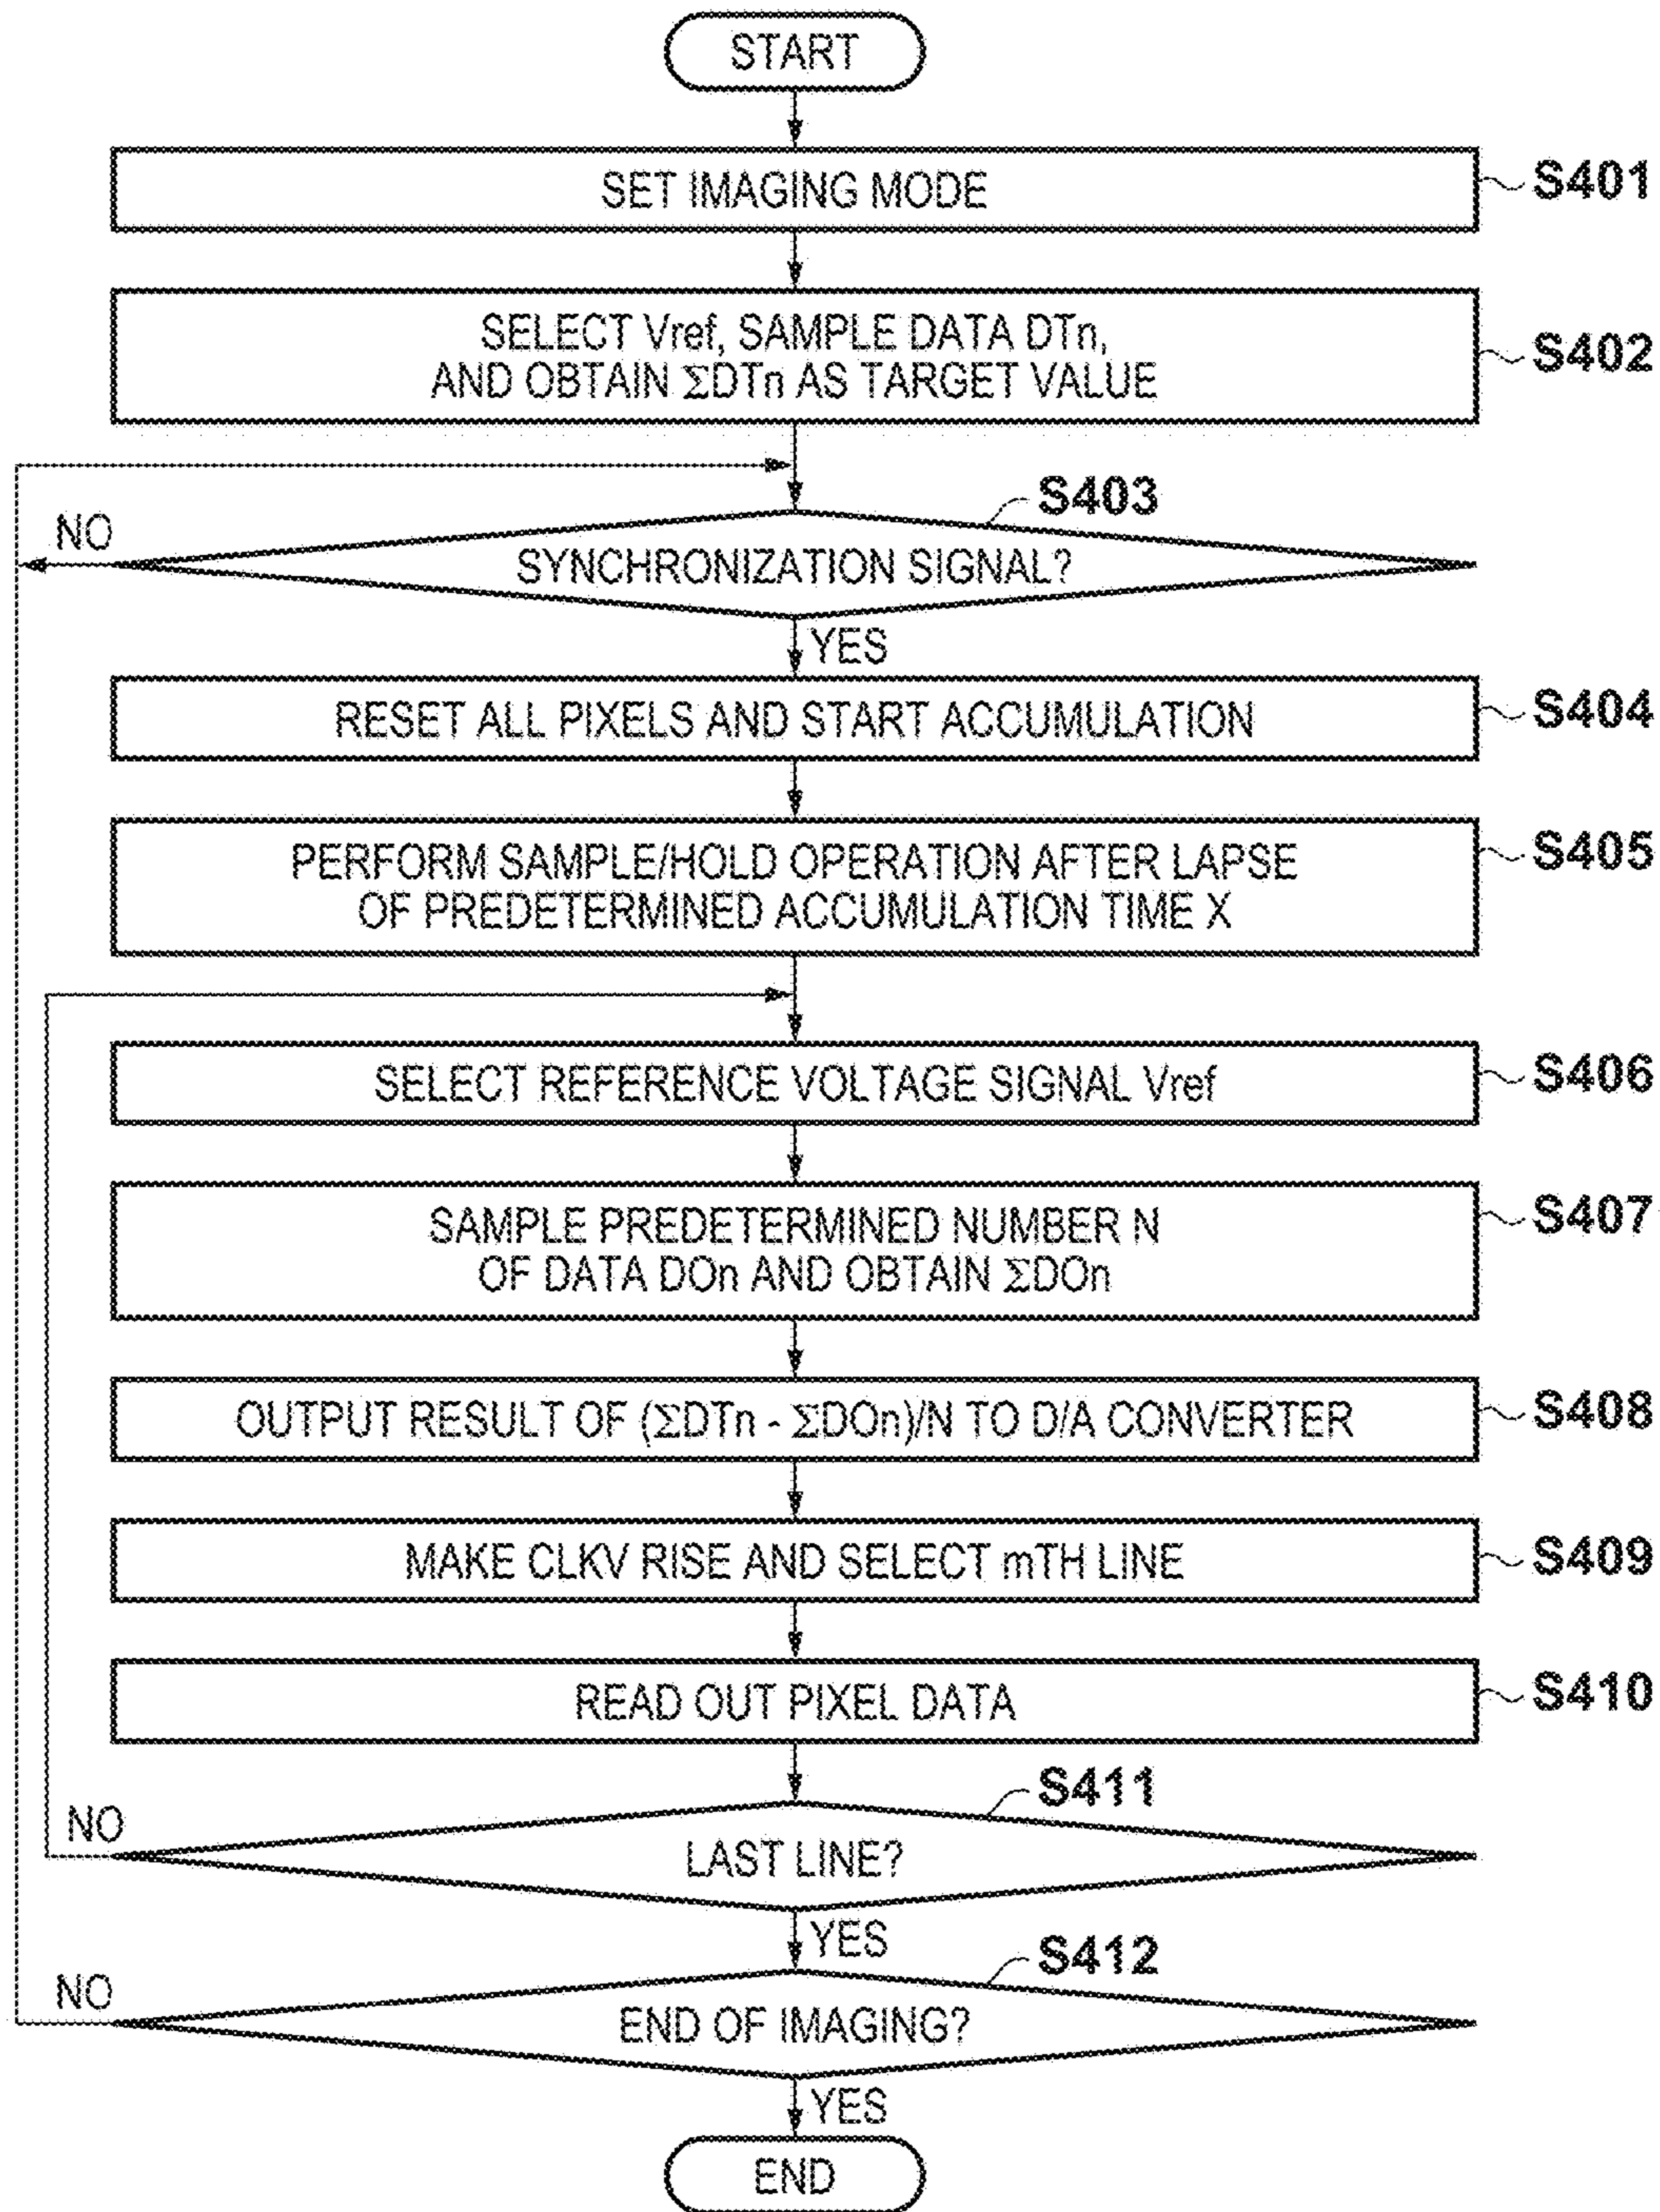 START
SET IMAGING MODE
S401
SELECT Vref, SAMPLE DATA DTn,
AND OBTAIN ΣDTn AS TARGET VALUE
S402
S403
NO
SYNCHRONIZATION SIGNAL?
YES
RESET ALL PIXELS AND START ACCUMULATION
S404
PERFORM SAMPLE/HOLD OPERATION AFTER LAPSE
OF PREDETERMINED ACCUMULATION TIME X
S405
SELECT REFERENCE VOLTAGE SIGNAL Vref
S406
SAMPLE PREDETERMINED NUMBER N
OF DATA DOn AND OBTAIN ΣDOn
S407
OUTPUT RESULT OF (ΣDTn - ΣDOn)/N TO D/A CONVERTER
S408
MAKE CLKV RISE AND SELECT mTH LINE
S409
READ OUT PIXEL DATA
S410
S411
NO
LAST LINE?
YES
S412
NO
END OF IMAGING?
YES
END